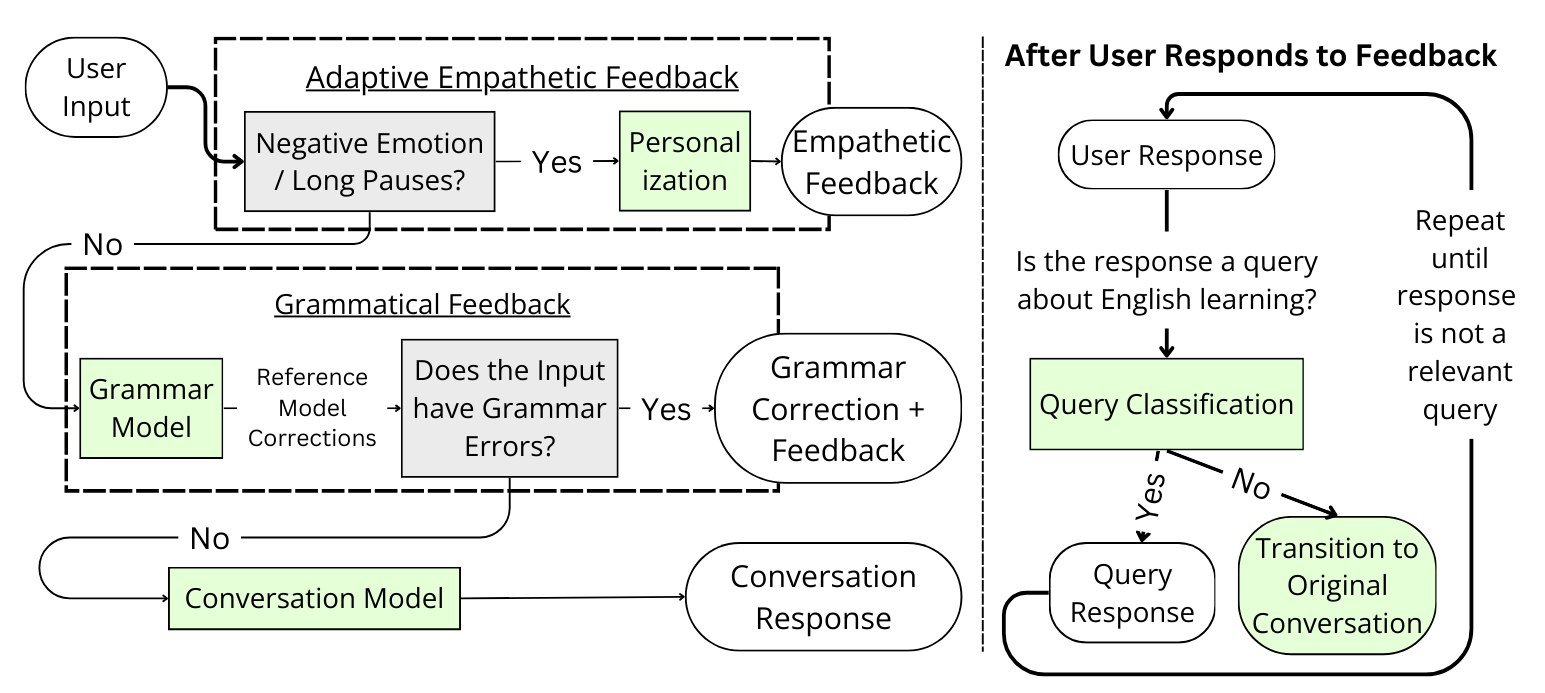 User
Input
Adaptive Empathetic Feedback
Negative Emotion
/ Long Pauses?
Yes
Personal
ization
Empathetic
Feedback
No
Grammatical Feedback
Grammar
Model
Reference
Model
Corrections
Does the Input
have Grammar
Errors?
Yes
Grammar
Correction +
Feedback
No
Conversation Model
Conversation
Response
After User Responds to Feedback
User Response
Is the response a query
about English learning?
Query Classification
Yes
No
Query
Response
Transition to
Original
Conversation
Repeat
until
response
is not a
relevant
query